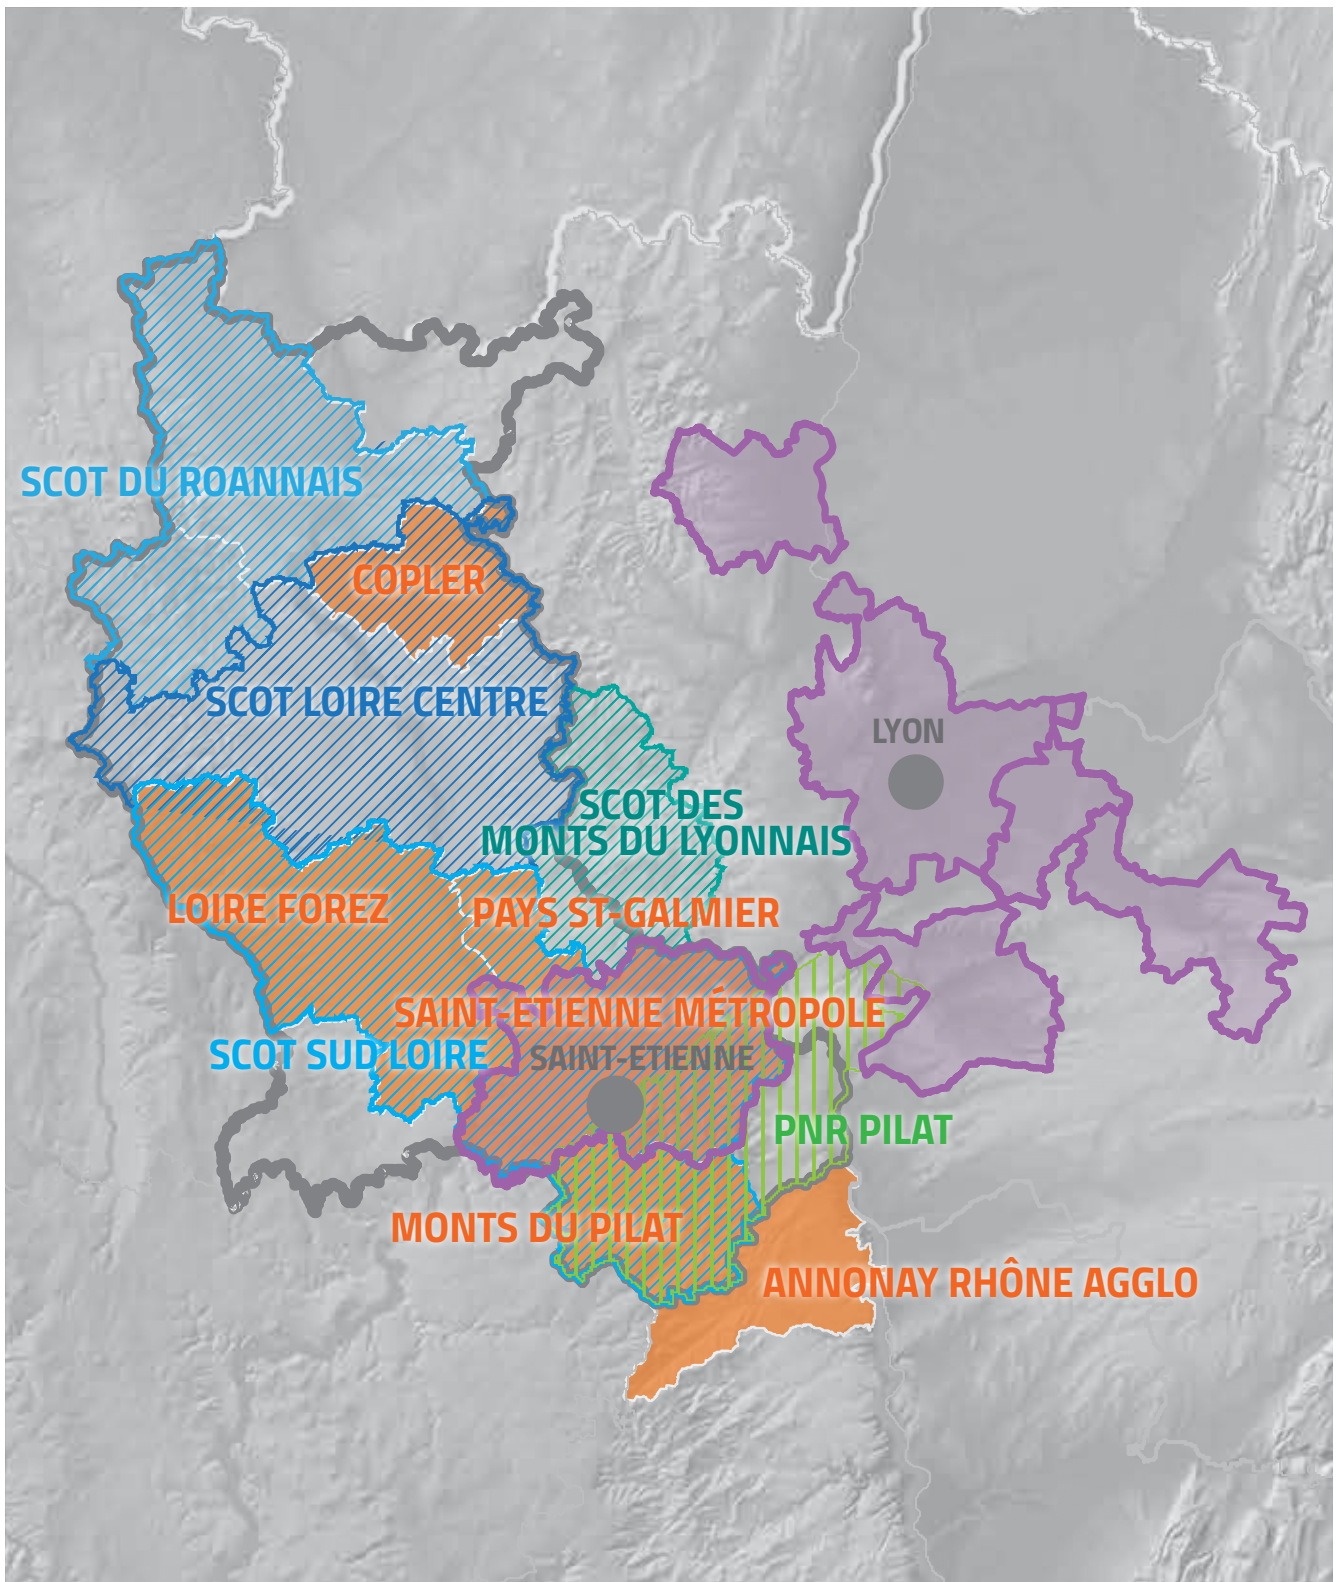 SCOT DU ROANNAIS
COPLER
SCOT LOIRE CENTRE
LYON
SCOT DES
MONTS DU LYONNAIS
LOIRE FOREZ
PAYS ST-GALMIER
SAINT-ETIENNE MÉTROPOLE
SCOT SUD LOIRE
SAINT-ETIENNE
PNR PILAT
MONTS DU PILAT
ANNONAY RHÔNE AGGLO